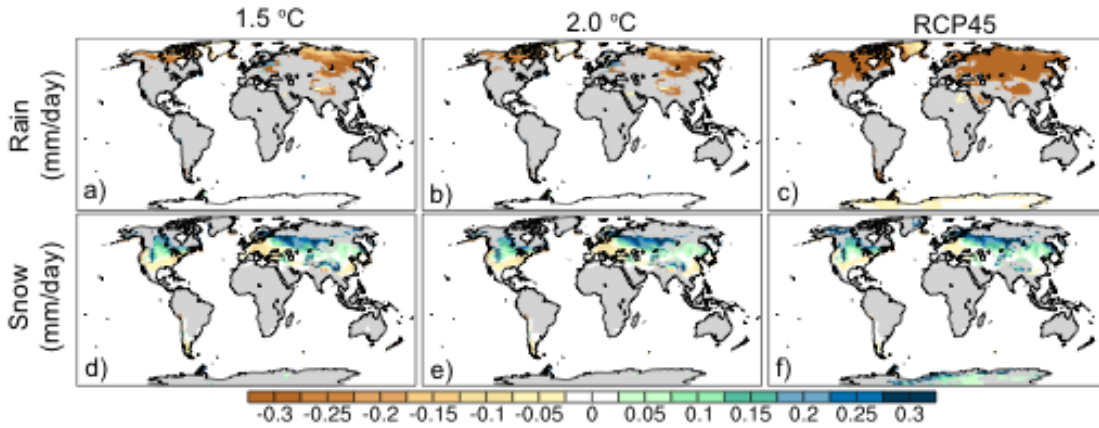 1.5 °C 2.0 °C RCP45
Rain
(mm/day)
a) b) c)
Snow
(mm/day)
d) e) f)
-0.3 -0.25 -0.2 -0.15 -0.1 -0.05 0 0.05 0.1 0.15 0.2 0.25 0.3